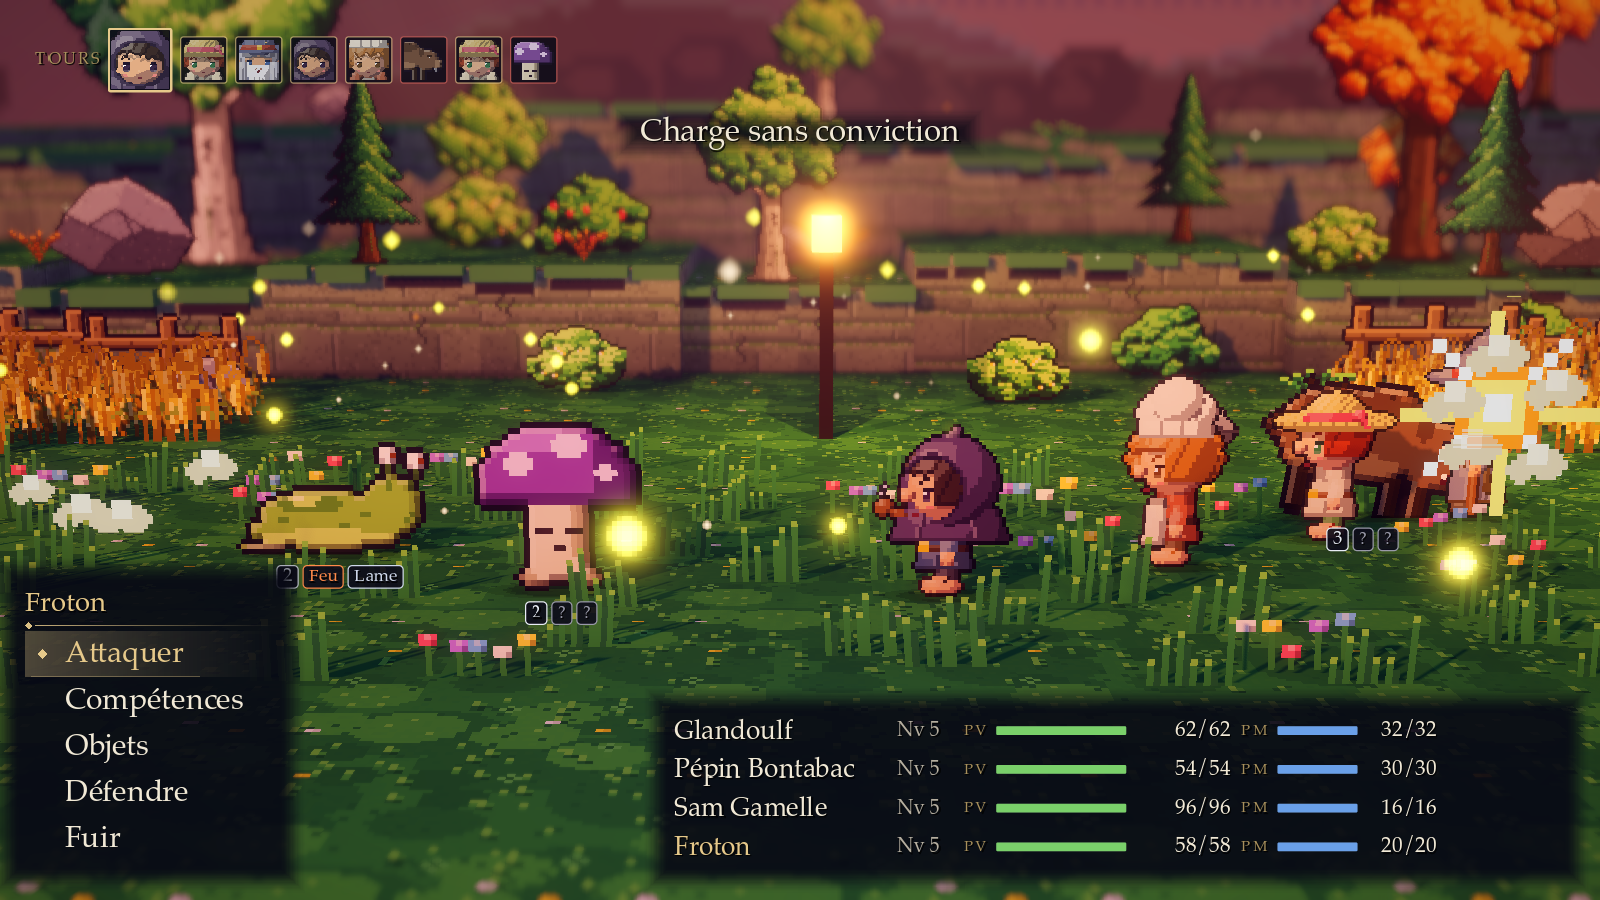 TOURS
Charge sans conviction
3 ? ?
2 Feu Lame
2 ? ?
Froton
Attaquer
Compétences
Objets
Défendre
Fuir
Glandoulf Nv 5 PV 62/62 PM 32/32
Pépin Bontabac Nv 5 PV 54/54 PM 30/30
Sam Gamelle Nv 5 PV 96/96 PM 16/16
Froton Nv 5 PV 58/58 PM 20/20